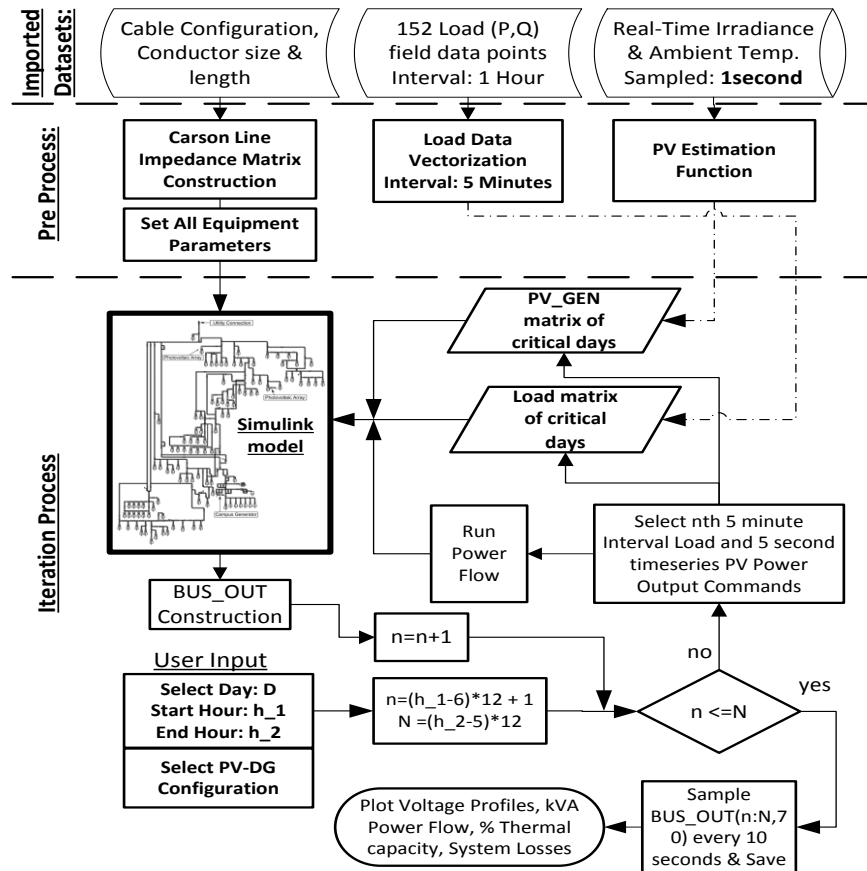 Imported
Datasets:
Cable Configuration,
Conductor size &
length
152 Load (P,Q)
field data points
Interval: 1 Hour
Real-Time Irradiance
& Ambient Temp.
Sampled: 1second
Pre Process:
Carson Line
Impedance Matrix
Construction
Load Data
Vectorization
Interval: 5 Minutes
PV Estimation
Function
Set All Equipment
Parameters
Iteration Process
Utility Connection
Photovoltaic Array
Photovoltaic Array
Simulink
model
Campus Generator
PV_GEN
matrix of
critical days
Load matrix
of critical
days
Run
Power
Flow
Select nth 5 minute
Interval Load and 5 second
timeseries PV Power
Output Commands
BUS_OUT
Construction
n=n+1
no
User Input
Select Day: D
Start Hour: h_1
End Hour: h_2
Select PV-DG
Configuration
n=(h_1-6)*12 + 1
N =(h_2-5)*12
n <=N
yes
Plot Voltage Profiles, kVA
Power Flow, % Thermal
capacity, System Losses
Sample
BUS_OUT(n:N,7
0) every 10
seconds & Save